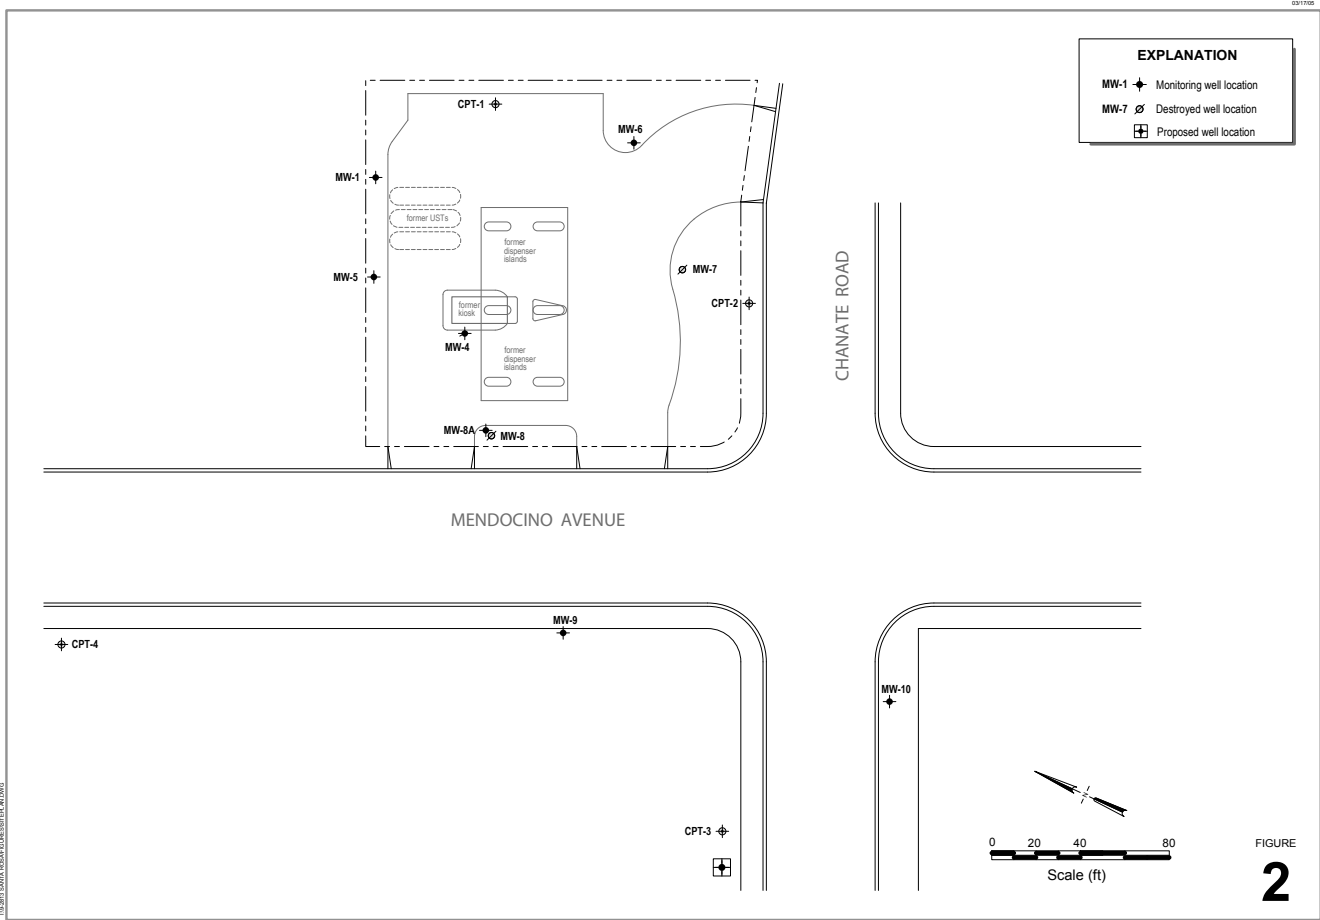 03/17/05
EXPLANATION
MW-1 Monitoring well location
MW-7 Destroyed well location
Proposed well location
CPT-1
MW-6
MW-1
former USTs
former
dispenser
islands
MW-5
MW-7
CPT-2
CHANATE ROAD
former
kiosk
MW-4
former
dispenser
islands
MW-8A
MW-8
MENDOCINO AVENUE
MW-9
CPT-4
MW-10
CPT-3
0 20 40 80
Scale (ft)
FIGURE
2